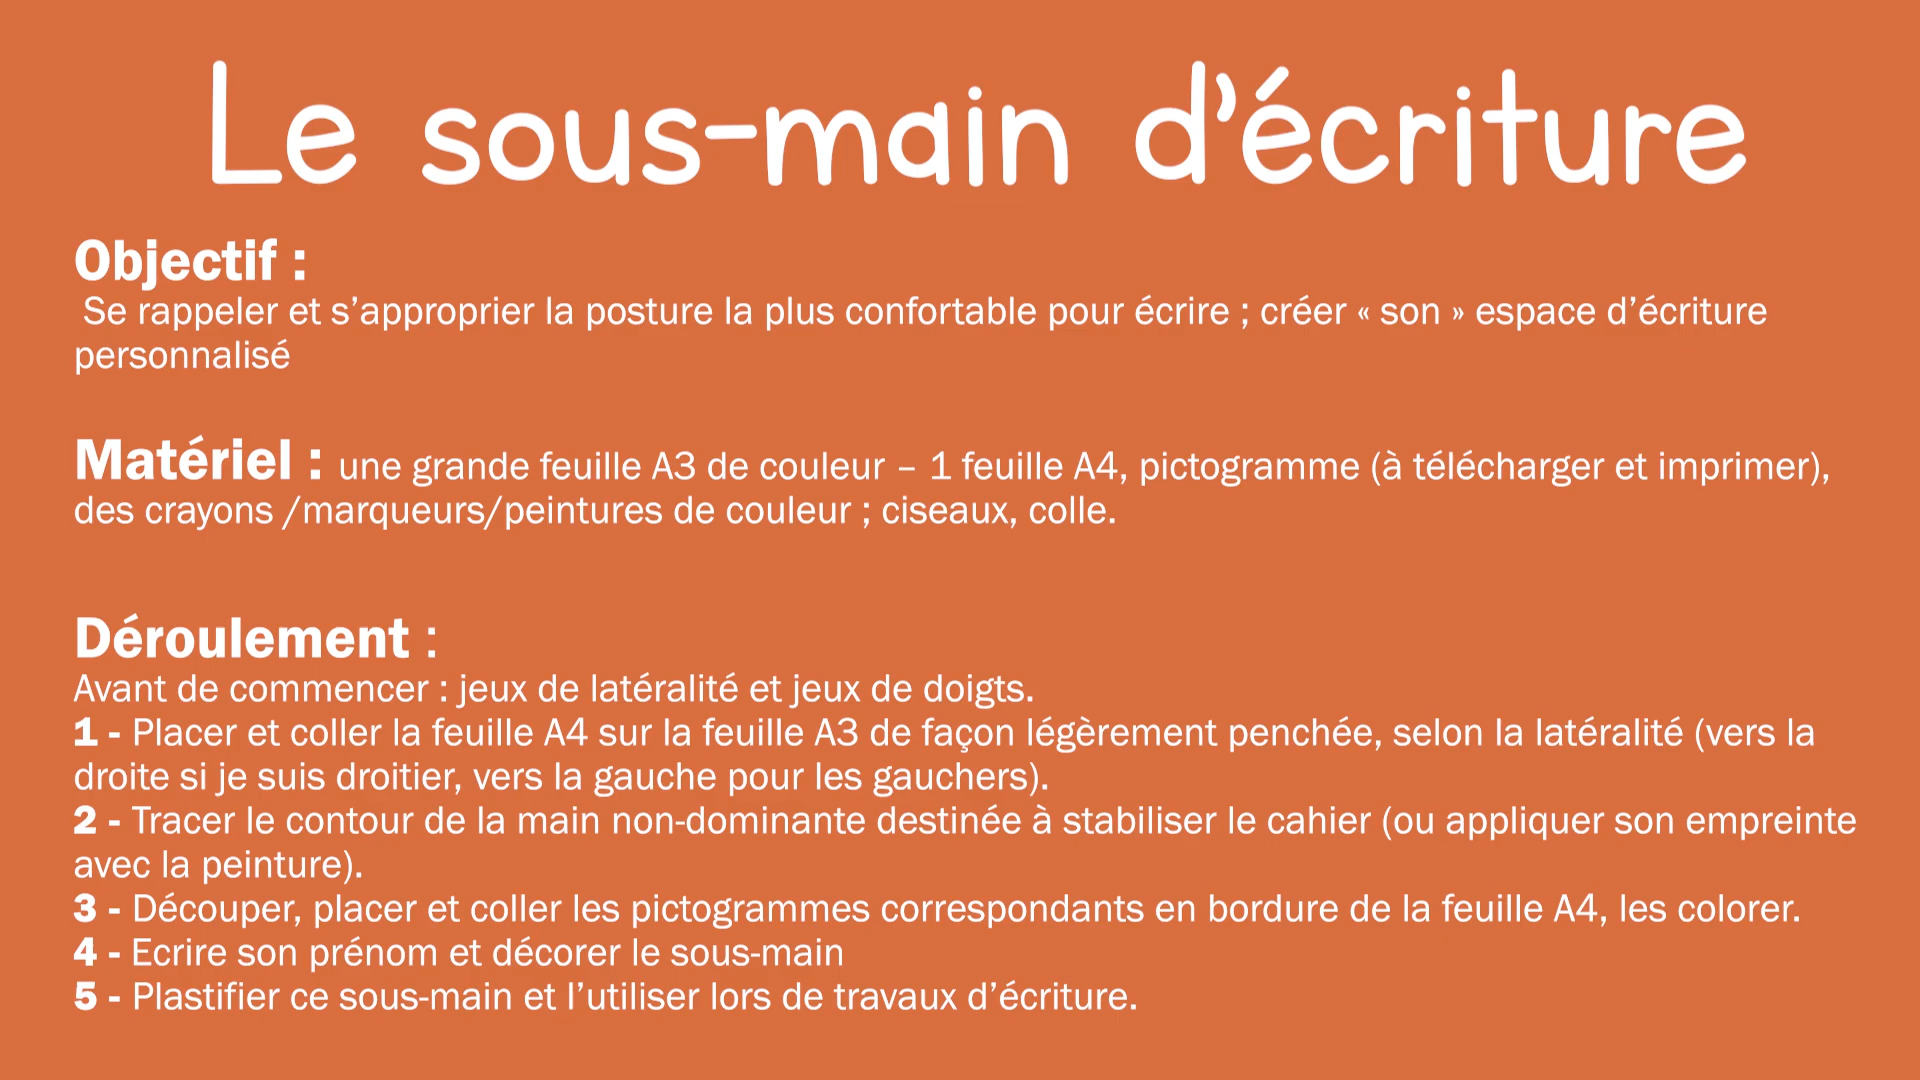 Le sous-main d’écriture
Objectif :
Se rappeler et s’approprier la posture la plus confortable pour écrire ; créer « son » espace d’écriture
personnalisé
Matériel : une grande feuille A3 de couleur – 1 feuille A4, pictogramme (à télécharger et imprimer),
des crayons /marqueurs/peintures de couleur ; ciseaux, colle.
Déroulement :
Avant de commencer : jeux de latéralité et jeux de doigts.
1 - Placer et coller la feuille A4 sur la feuille A3 de façon légèrement penchée, selon la latéralité (vers la
droite si je suis droitier, vers la gauche pour les gauchers).
2 - Tracer le contour de la main non-dominante destinée à stabiliser le cahier (ou appliquer son empreinte
avec la peinture).
3 - Découper, placer et coller les pictogrammes correspondants en bordure de la feuille A4, les colorer.
4 - Ecrire son prénom et décorer le sous-main
5 - Plastifier ce sous-main et l’utiliser lors de travaux d’écriture.